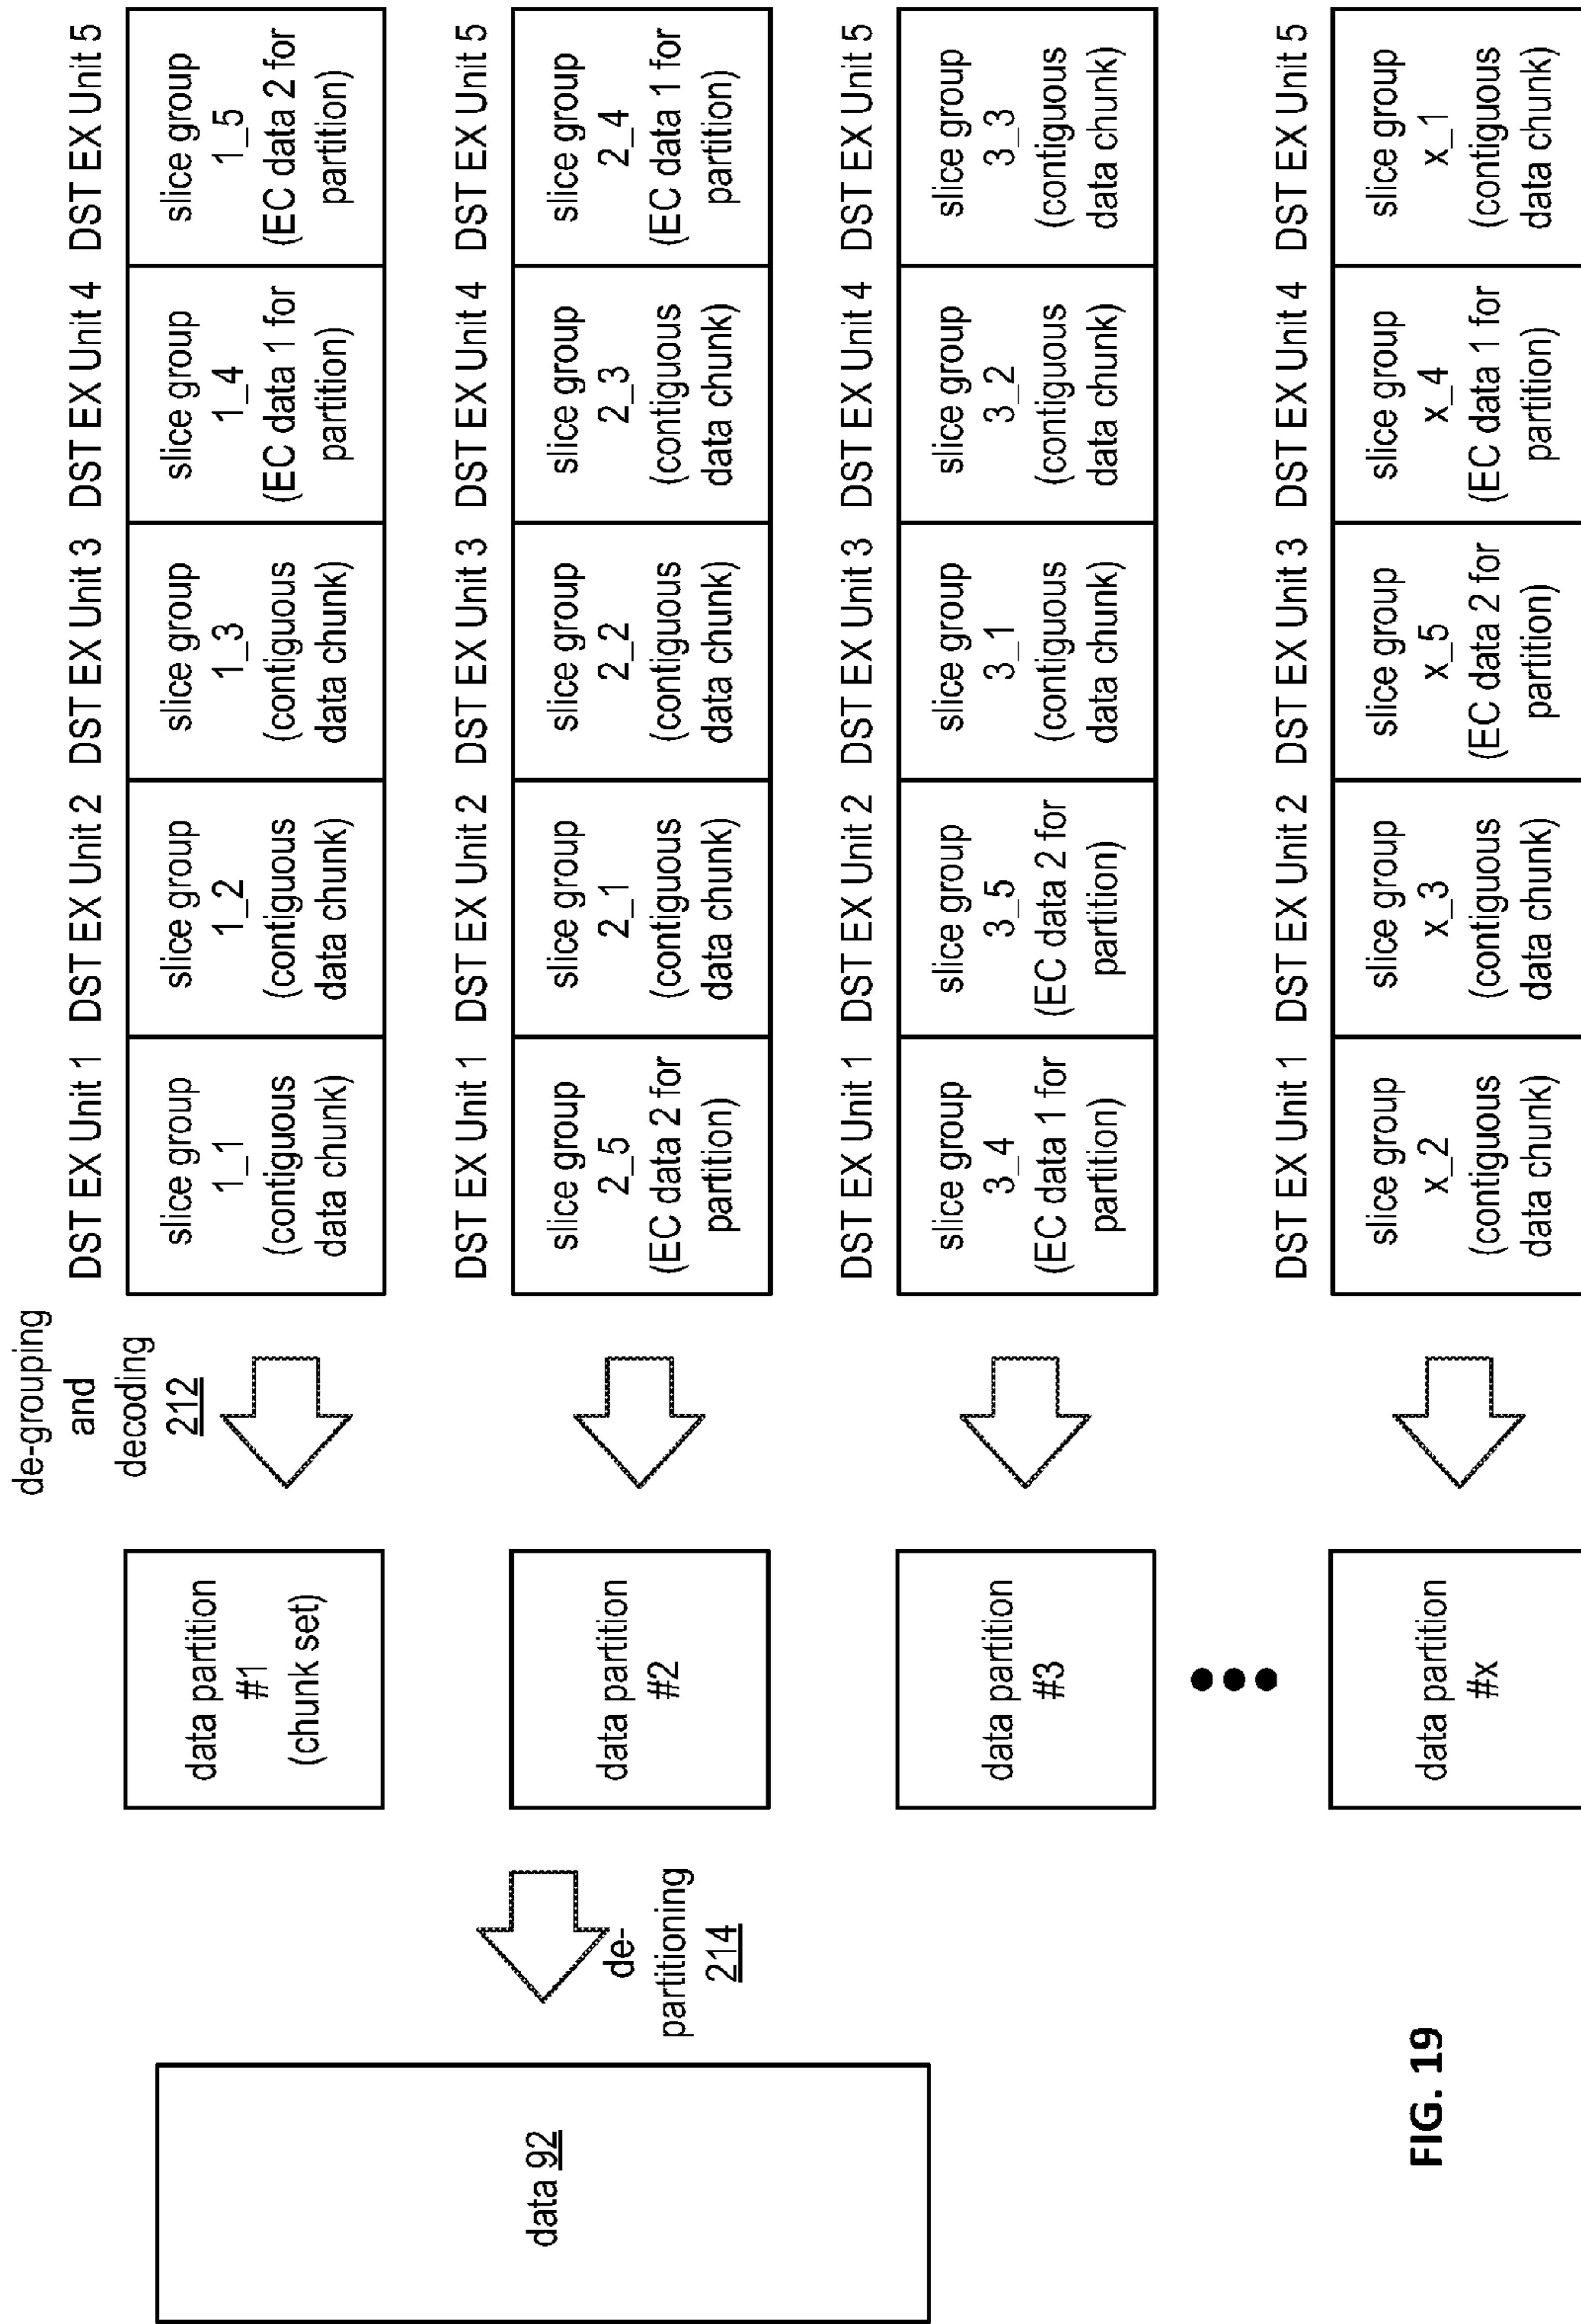 de-grouping
and
decoding
212
DST EX Unit 1 DST EX Unit 2 DST EX Unit 3 DST EX Unit 4 DST EX Unit 5
data partition
#1
(chunk set)
slice group
1_1
(contiguous
data chunk)
slice group
1_2
(contiguous
data chunk)
slice group
1_3
(contiguous
data chunk)
slice group
1_4
(EC data 1 for
partition)
slice group
1_5
(EC data 2 for
partition)
data 92
de-
partitioning
214
DST EX Unit 1 DST EX Unit 2 DST EX Unit 3 DST EX Unit 4 DST EX Unit 5
data partition
#2
slice group
2_5
(EC data 2 for
partition)
slice group
2_1
(contiguous
data chunk)
slice group
2_2
(contiguous
data chunk)
slice group
2_3
(contiguous
data chunk)
slice group
2_4
(EC data 1 for
partition)
DST EX Unit 1 DST EX Unit 2 DST EX Unit 3 DST EX Unit 4 DST EX Unit 5
data partition
#3
slice group
3_4
(EC data 1 for
partition)
slice group
3_5
(EC data 2 for
partition)
slice group
3_1
(contiguous
data chunk)
slice group
3_2
(contiguous
data chunk)
slice group
3_3
(contiguous
data chunk)
DST EX Unit 1 DST EX Unit 2 DST EX Unit 3 DST EX Unit 4 DST EX Unit 5
data partition
#x
slice group
x_2
(contiguous
data chunk)
slice group
x_3
(contiguous
data chunk)
slice group
x_5
(EC data 2 for
partition)
slice group
x_4
(EC data 1 for
partition)
slice group
x_1
(contiguous
data chunk)
FIG. 19